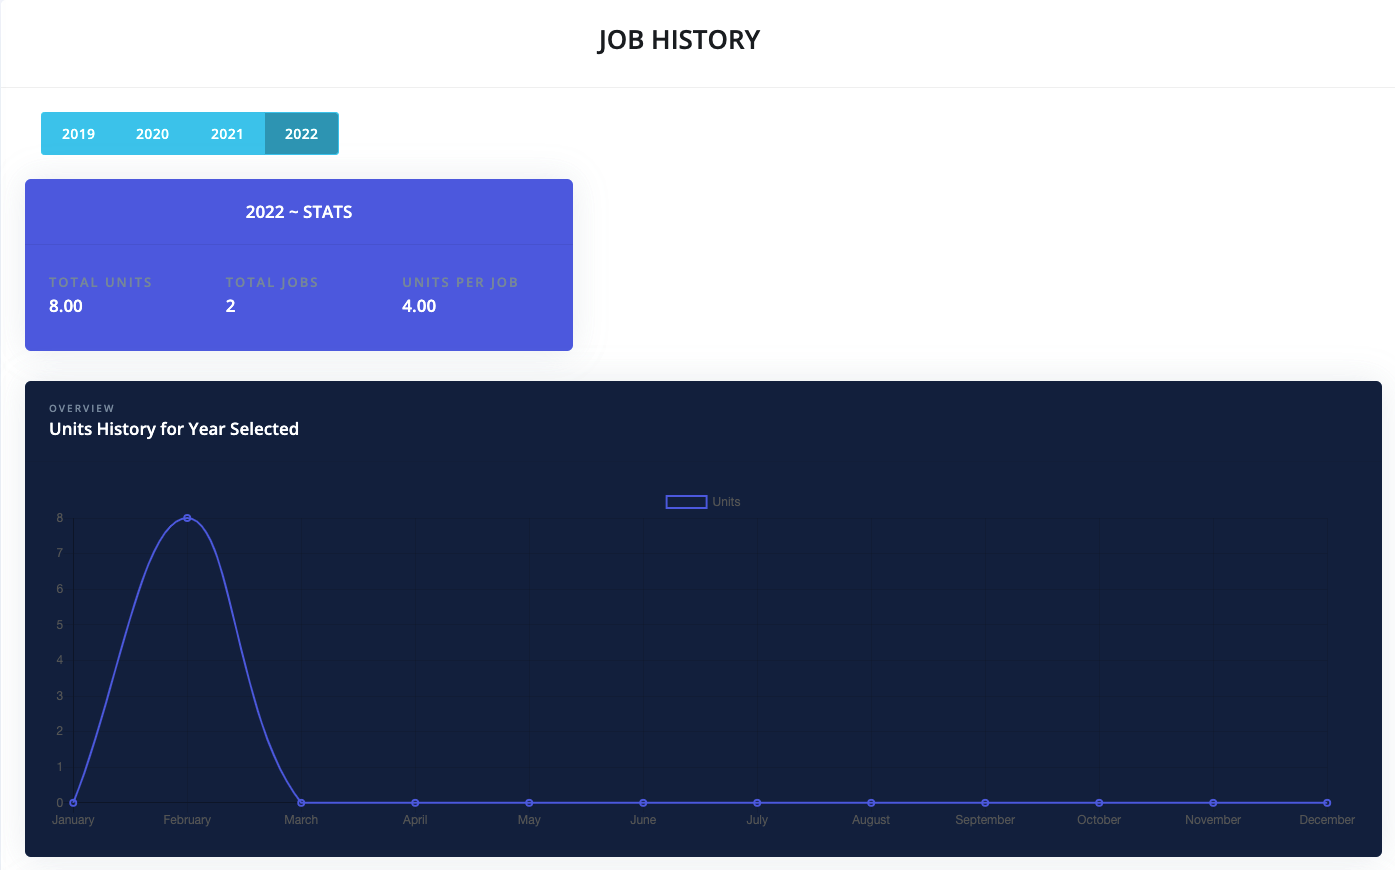 JOB HISTORY
2019 2020 2021 2022
2022 ~ STATS
TOTAL UNITS TOTAL JOBS UNITS PER JOB
8.00 2 4.00
OVERVIEW
Units History for Year Selected
Units
8
7
6
5
4
3
2
1
0
January February March April May June July August September October November December